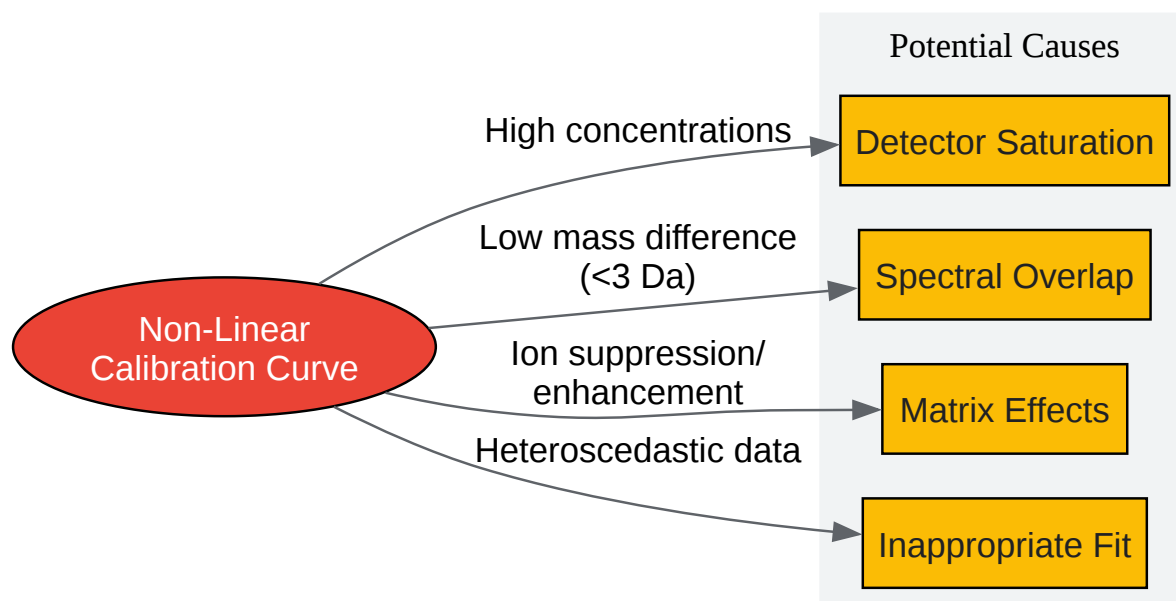 Potential Causes
High concentrations
Detector Saturation
Low mass difference
(<3 Da)
Spectral Overlap
Non-Linear
Calibration Curve
Ion suppression/
enhancement
Matrix Effects
Heteroscedastic data
Inappropriate Fit